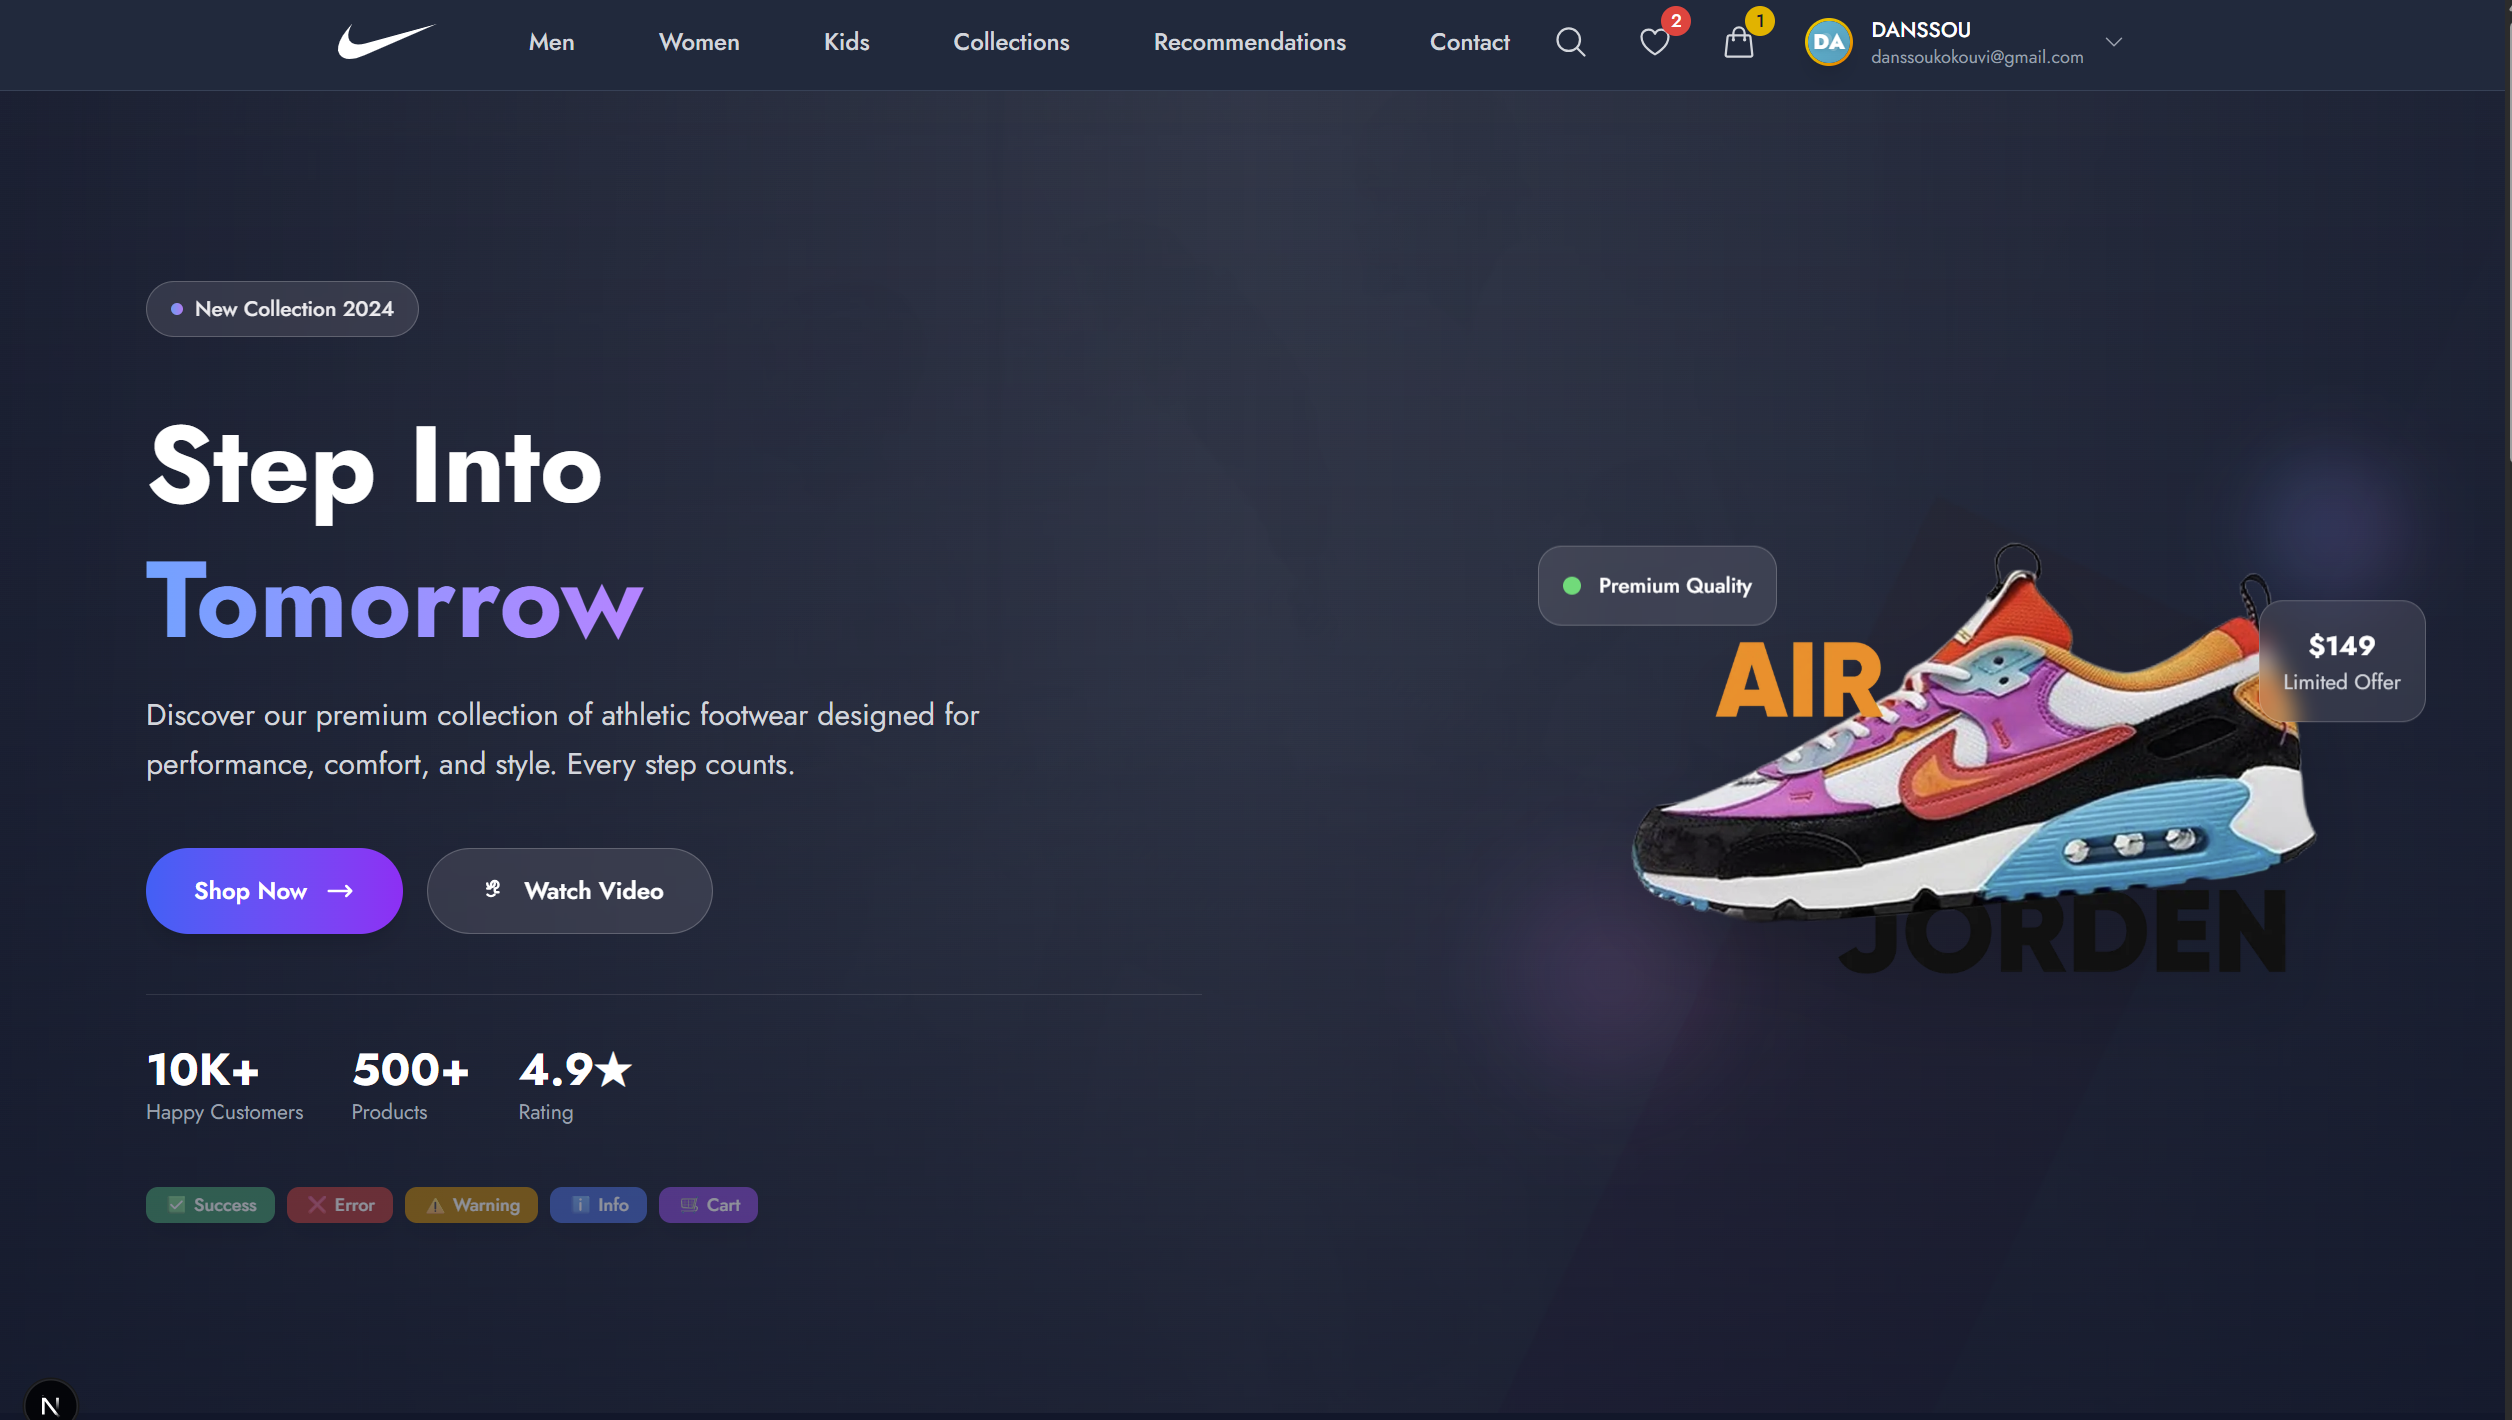 Men Women Kids Collections Recommendations Contact
2
1
DA
DANSSOU
danssoukokouvi@gmail.com
New Collection 2024
Step Into
Tomorrow
Discover our premium collection of athletic footwear designed for
performance, comfort, and style. Every step counts.
Shop Now →
Watch Video
10K+
Happy Customers
500+
Products
4.9★
Rating
✅ Success
❌ Error
⚠️ Warning
ℹ️ Info
🛒 Cart
Premium Quality
AIR
$149
Limited Offer
JORDEN
N